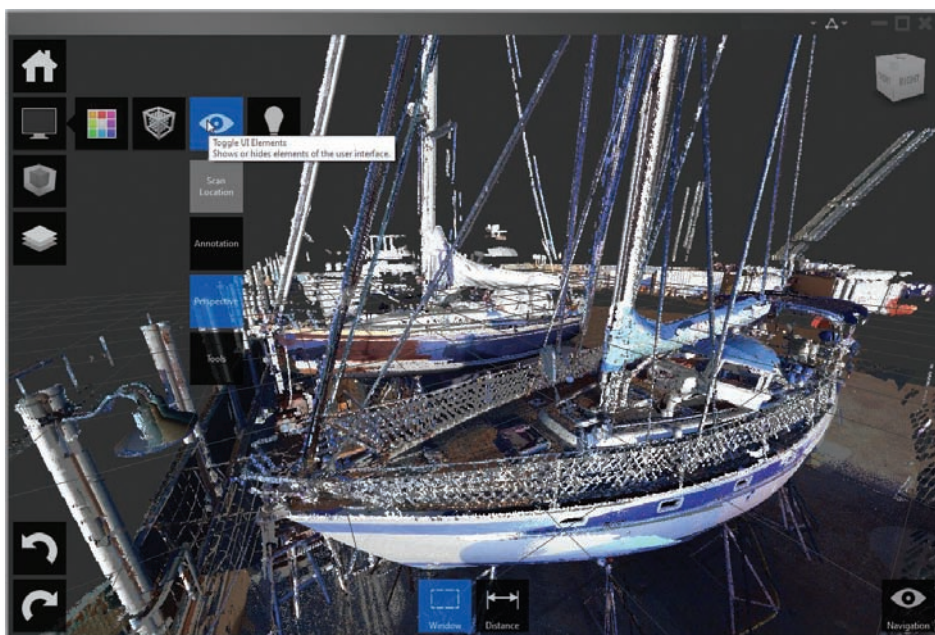 RIGHT
Toggle UI Elements
Shows or hides elements of the user interface.
Scan
Location
Annotation
Perspective
Tools
Window
Distance
Navigation